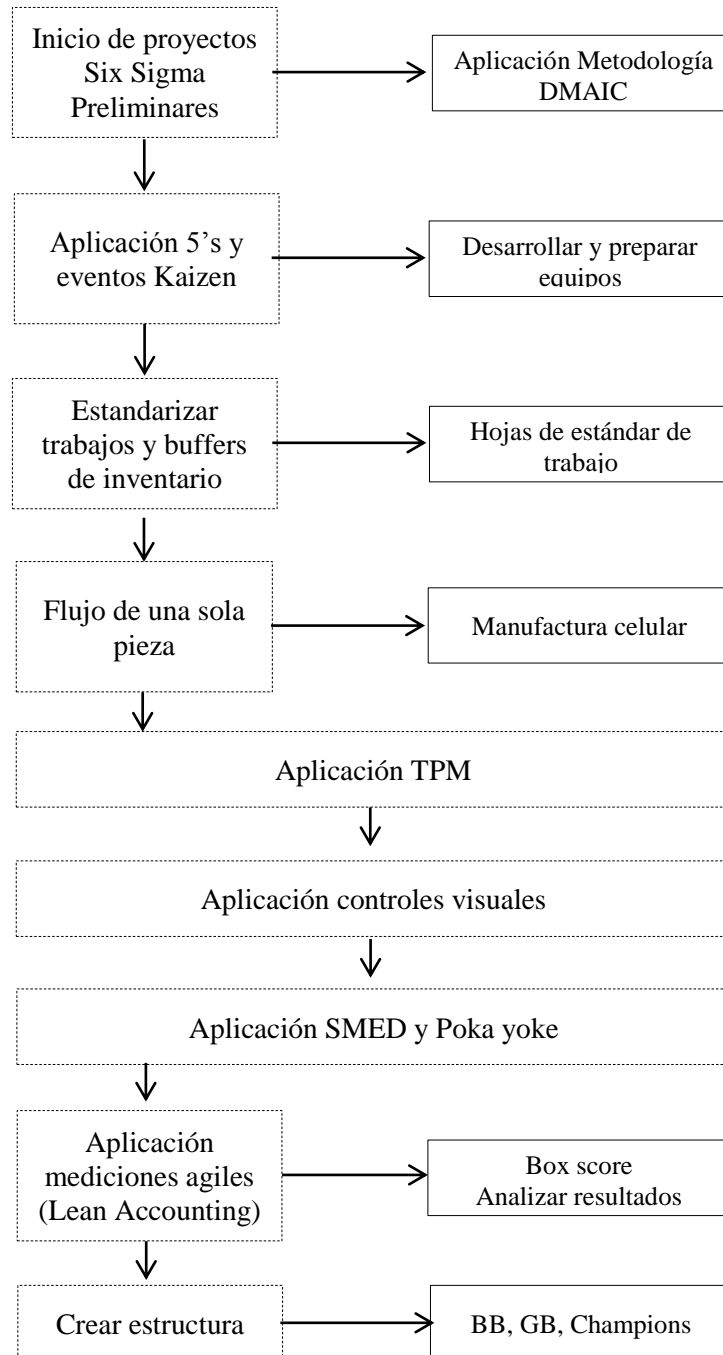 Inicio de proyectos
Six Sigma
Preliminares
Aplicación Metodología
DMAIC
Aplicación 5’s y
eventos Kaizen
Desarrollar y preparar
equipos
Estandarizar
trabajos y buffers
de inventario
Hojas de estándar de
trabajo
Flujo de una sola
pieza
Manufactura celular
Aplicación TPM
Aplicación controles visuales
Aplicación SMED y Poka yoke
Aplicación
mediciones agiles
(Lean Accounting)
Box score
Analizar resultados
Crear estructura
BB, GB, Champions